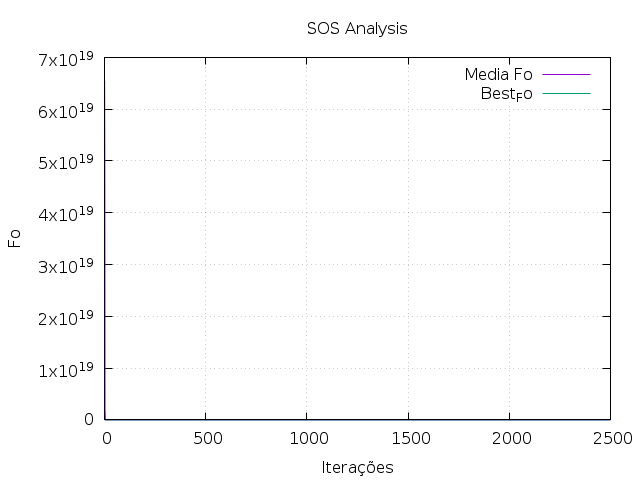 SOS Analysis
Media Fo
Best_Fo
7x10^19
6x10^19
5x10^19
4x10^19
3x10^19
2x10^19
1x10^19
0
Fo
0 500 1000 1500 2000 2500
Iterações